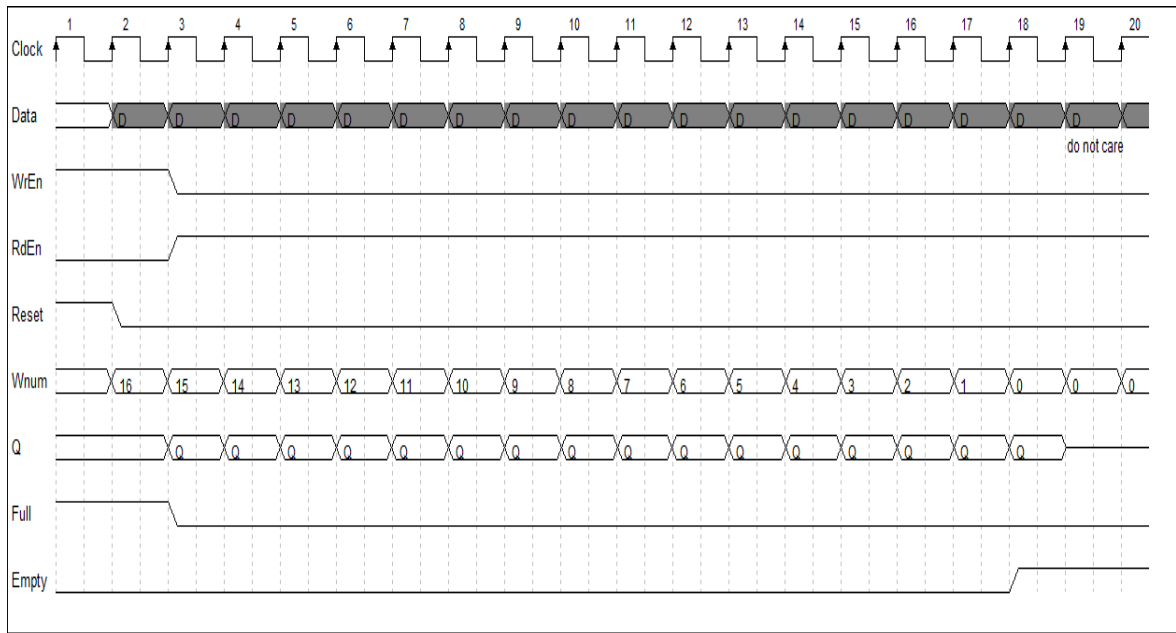 1 2 3 4 5 6 7 8 9 10 11 12 13 14 15 16 17 18 19 20
Clock
Data D D D D D D D D D D D D D D D D D D
do not care
WrEn
RdEn
Reset
Wnum 16 15 14 13 12 11 10 9 8 7 6 5 4 3 2 1 0 0 0
Q Q Q Q Q Q Q Q Q Q Q Q Q Q Q Q Q
Full
Empty